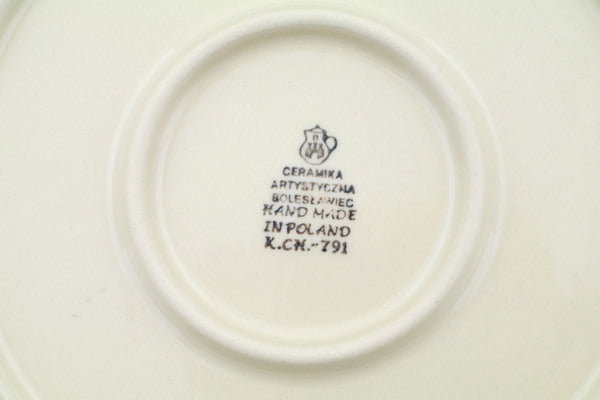 B
CERAMIKA
ARTYSTYCZNA
BOLESŁAWIEC
HAND MADE
IN POLAND
K.CH.-791